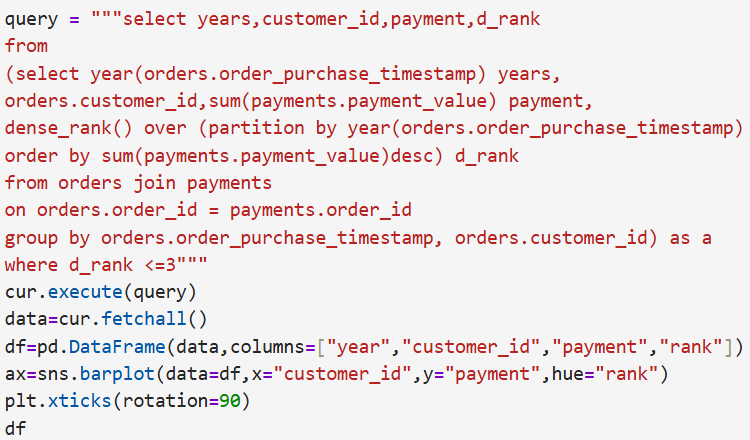 query = """select years,customer_id,payment,d_rank
from
(select year(orders.order_purchase_timestamp) years,
orders.customer_id,sum(payments.payment_value) payment,
dense_rank() over (partition by year(orders.order_purchase_timestamp)
order by sum(payments.payment_value)desc) d_rank
from orders join payments
on orders.order_id = payments.order_id
group by orders.order_purchase_timestamp, orders.customer_id) as a
where d_rank <=3"""
cur.execute(query)
data=cur.fetchall()
df=pd.DataFrame(data,columns=["year","customer_id","payment","rank"])
ax=sns.barplot(data=df,x="customer_id",y="payment",hue="rank")
plt.xticks(rotation=90)
df